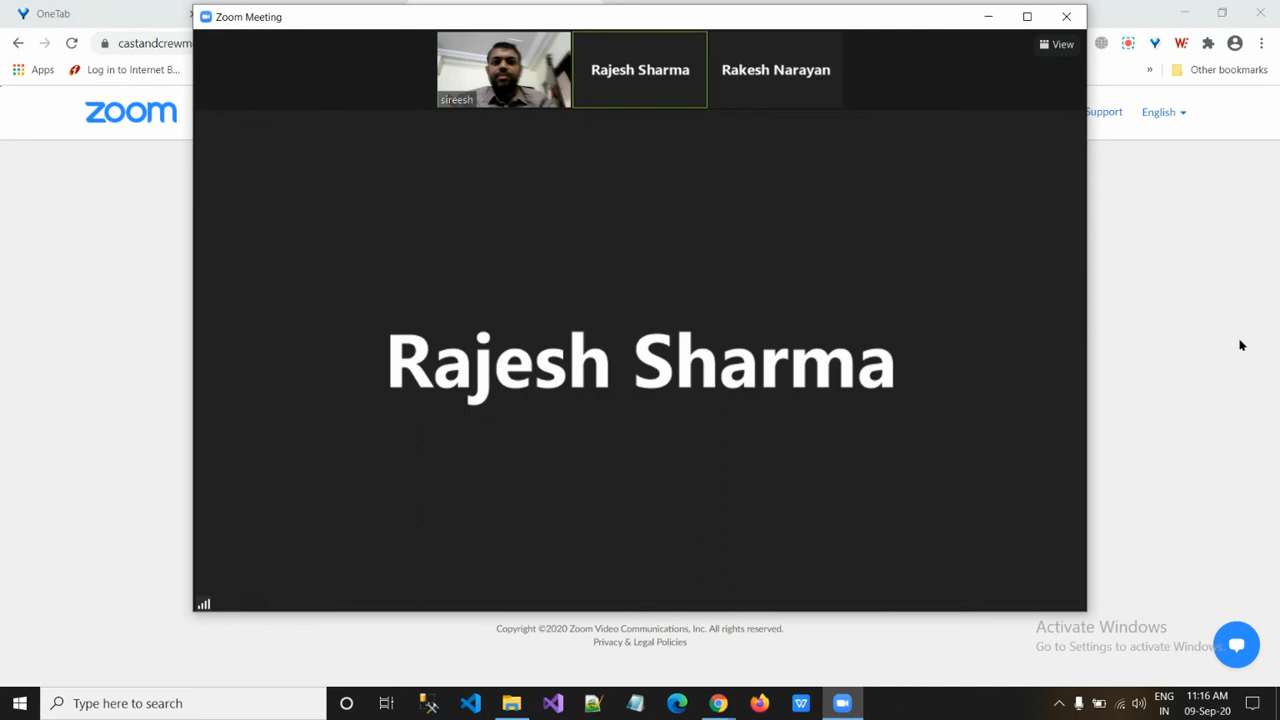 OneTab
Zoom Meeting
castandcrewm
Apps
Log in to Internet B...
»
Other bookmarks
zoom
Support
English
sireesh
Rajesh Sharma
Rakesh Narayan
View
Rajesh Sharma
Copyright ©2020 Zoom Video Communications, Inc. All rights reserved.
Privacy & Legal Policies
Activate Windows
Go to Settings to activate Windows.
Type here to search
ENG
IN
11:16 AM
09-Sep-20